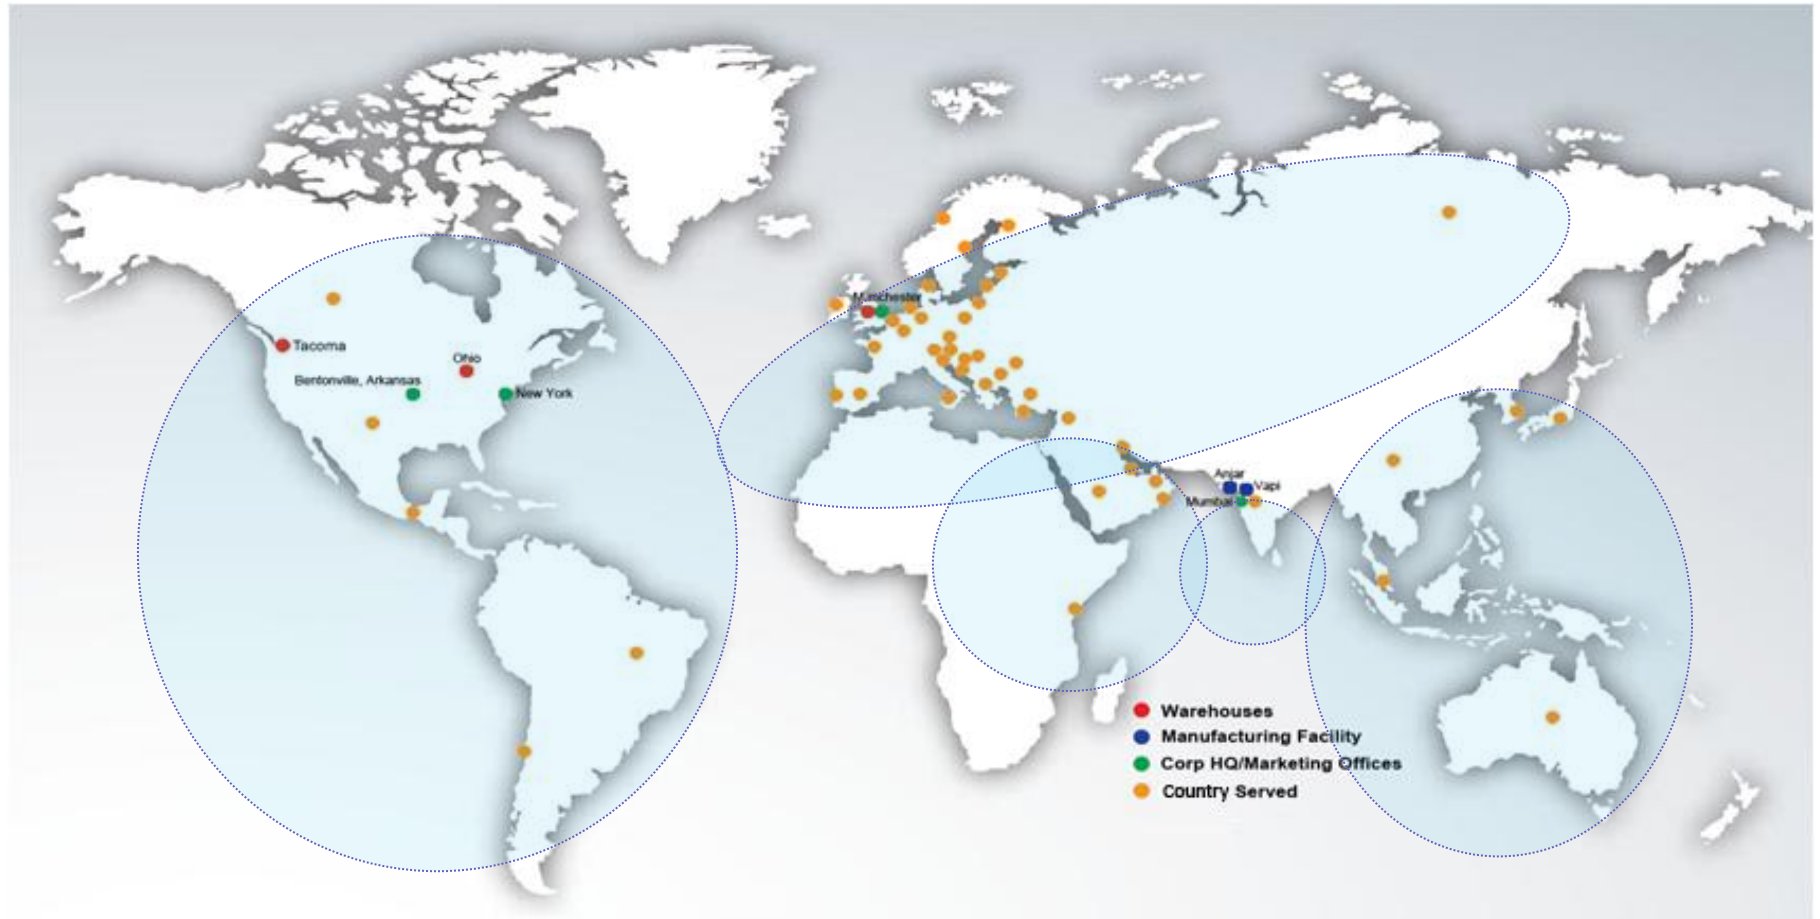 Manchester
Tacoma
Ohio
Bentonville, Arkansas
New York
Anjar
Vapi
Mumbai
Warehouses
Manufacturing Facility
Corp HQ/Marketing Offices
Country Served